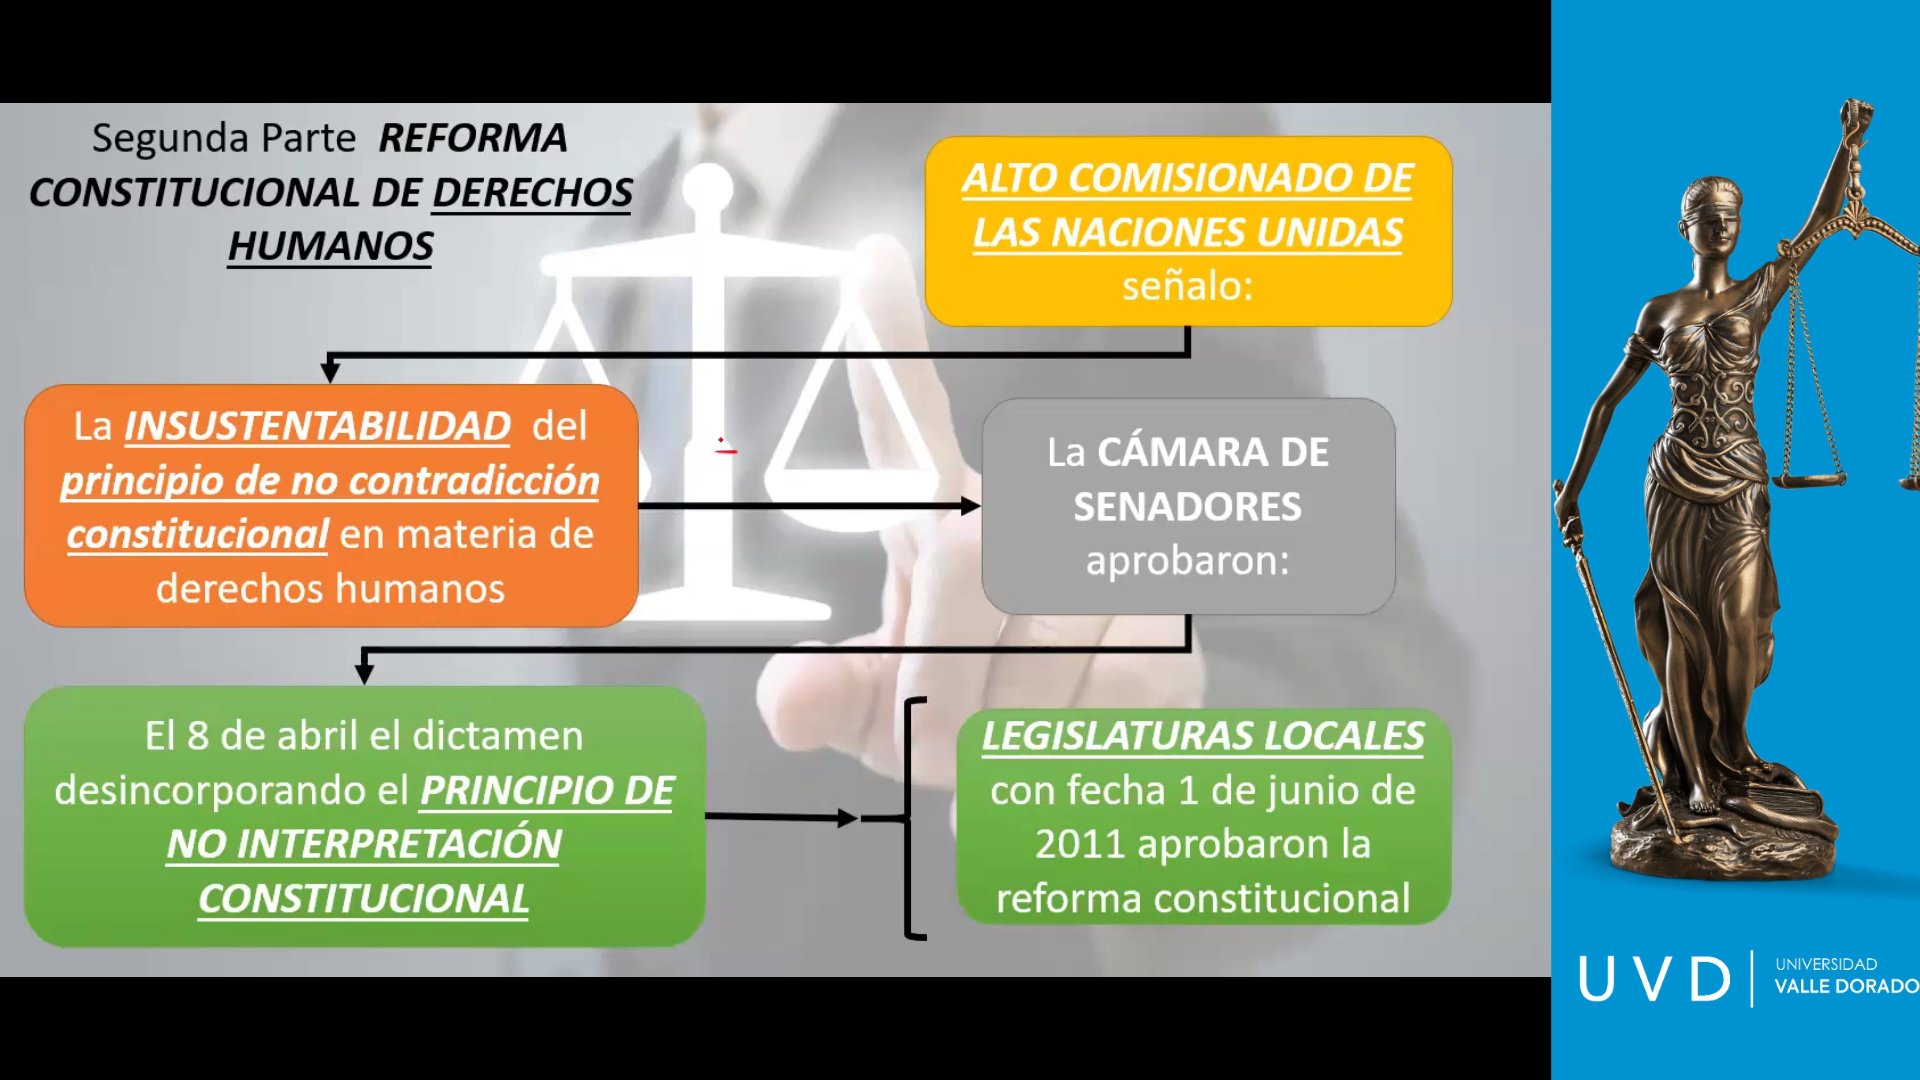 Segunda Parte REFORMA
CONSTITUCIONAL DE DERECHOS
HUMANOS
ALTO COMISIONADO DE
LAS NACIONES UNIDAS
señalo:
La INSUSTENTABILIDAD del
principio de no contradicción
constitucional en materia de
derechos humanos
La CÁMARA DE
SENADORES
aprobaron:
El 8 de abril el dictamen
desincorporando el PRINCIPIO DE
NO INTERPRETACIÓN
CONSTITUCIONAL
LEGISLATURAS LOCALES
con fecha 1 de junio de
2011 aprobaron la
reforma constitucional
UVD
UNIVERSIDAD
VALLE DORADO